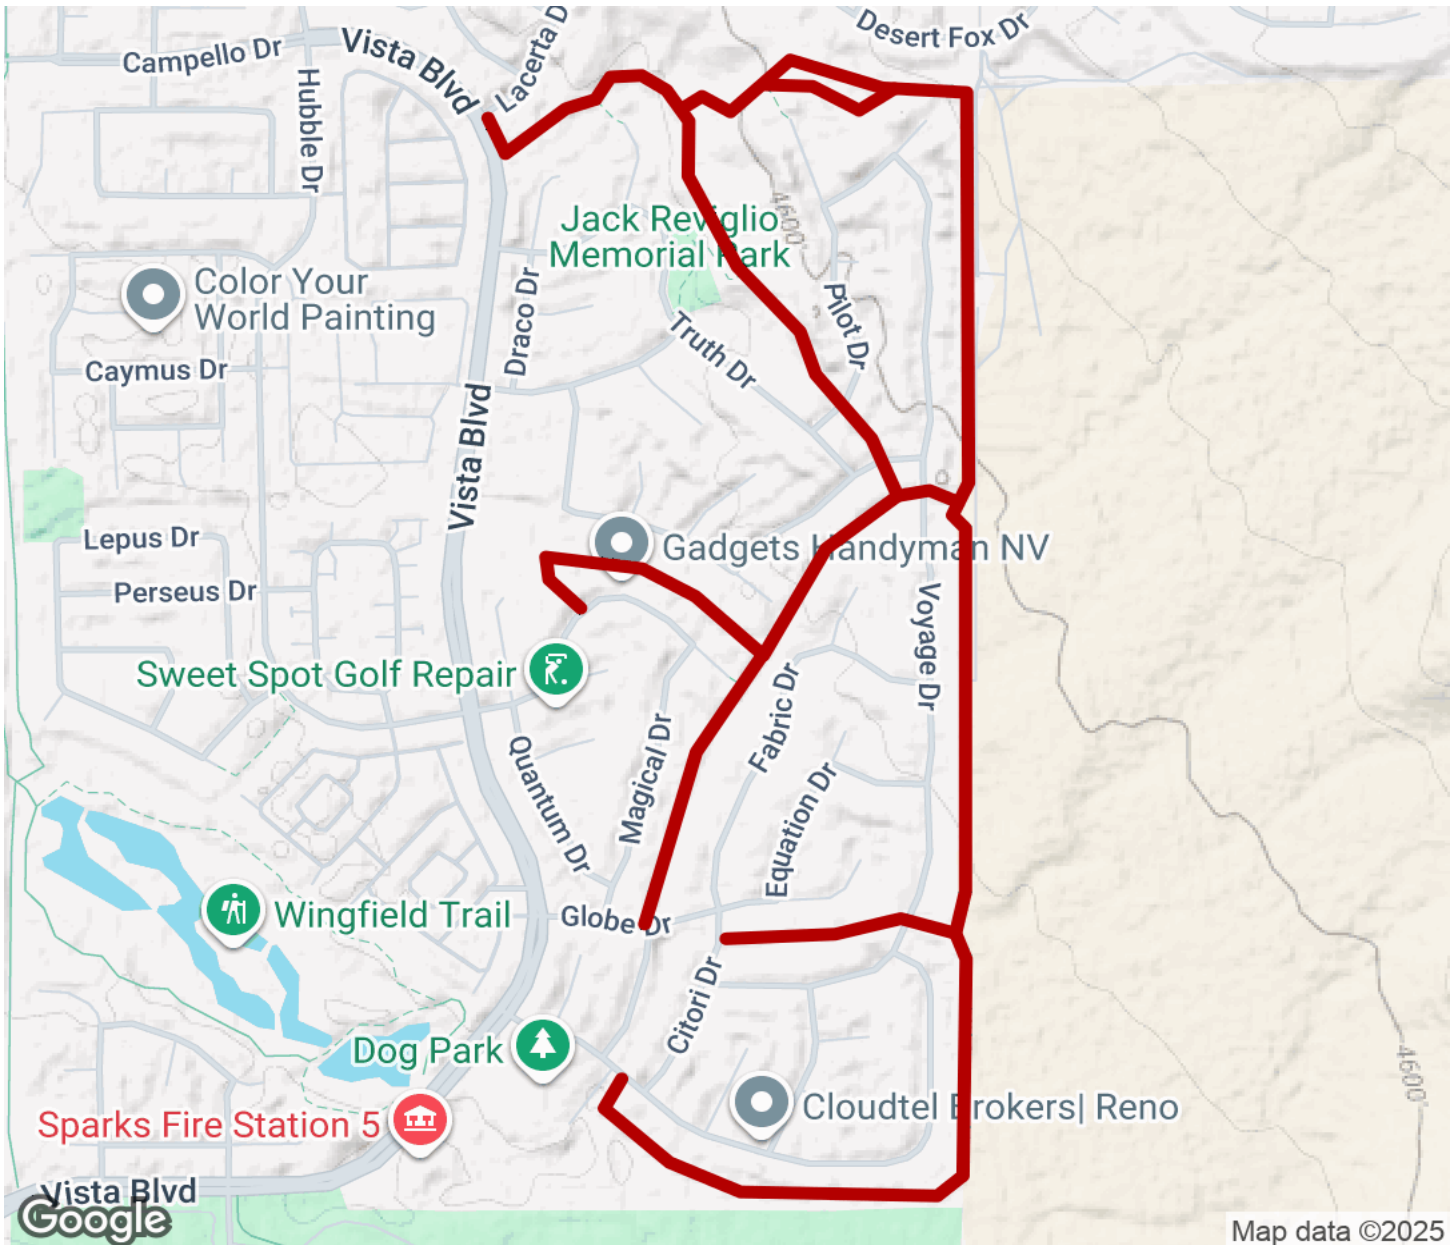 Desert Fox Dr
Vista Blvd
Lacerta D
Campello Dr
Hubble Dr
Jack Reviglio
Memorial Park
4600'
Color Your
World Painting
Draco Dr
Pilot Dr
Truth Dr
Caymus Dr
Vista Blvd
Lepus Dr
Gadgets Handyman NV
Perseus Dr
Voyage Dr
Sweet Spot Golf Repair
Fabric Dr
Magical Dr
Quantum Dr
Equation Dr
Wingfield Trail
Globe Dr
Citori Dr
Dog Park
4600'
Cloudtel Brokers| Reno
Sparks Fire Station 5
Vista Blvd
Google
Map data ©2025